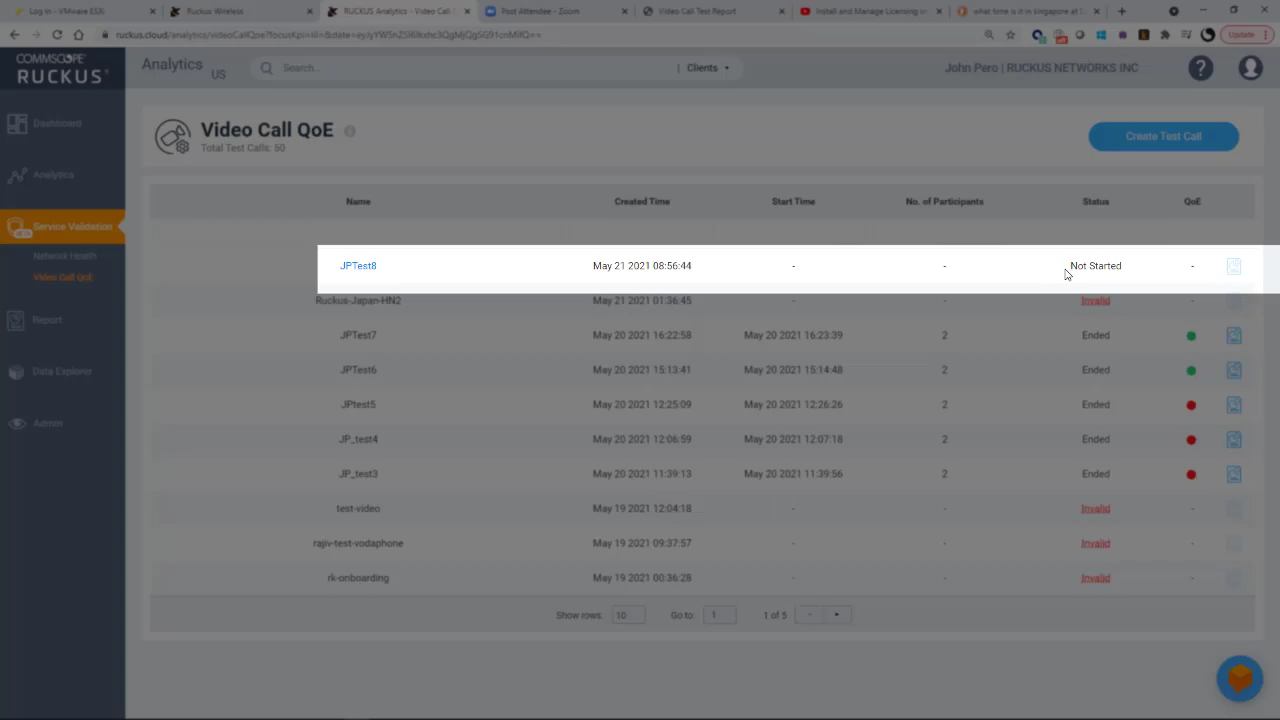 Log In - VMware ESXi
Ruckus Wireless
RUCKUS Analytics - Video Call
Post Attendee - Zoom
Video Call Test Report
Install and Manage Licensing
what time is it in singapore at
Update
COMMSCOPE
RUCKUS
Analytics
US
Search...
Clients
John Pero | RUCKUS NETWORKS INC
Dashboard
Analytics
Service Validation
Network Health
Video Call QoE
Report
Data Explorer
Admin
Video Call QoE
Total Test Calls: 50
Create Test Call
Name Created Time Start Time No. of Participants Status QoE
JPTest8 May 21 2021 08:56:44 - - Not Started -
Ruckus-Japan-HN2 May 21 2021 01:36:45 - - Invalid -
JPTest7 May 20 2021 16:22:58 May 20 2021 16:23:39 2 Ended
JPTest6 May 20 2021 15:13:41 May 20 2021 15:14:48 2 Ended
JPtest5 May 20 2021 12:25:09 May 20 2021 12:26:26 2 Ended
JP_test4 May 20 2021 12:06:59 May 20 2021 12:07:18 2 Ended
JP_test3 May 20 2021 11:39:13 May 20 2021 11:39:56 2 Ended
test-video May 19 2021 12:04:18 - - Invalid -
rajiv-test-vodaphone May 19 2021 09:37:57 - - Invalid -
rk-onboarding May 19 2021 00:36:28 - - Invalid -
Show rows: 10 Go to: 1 1 of 5